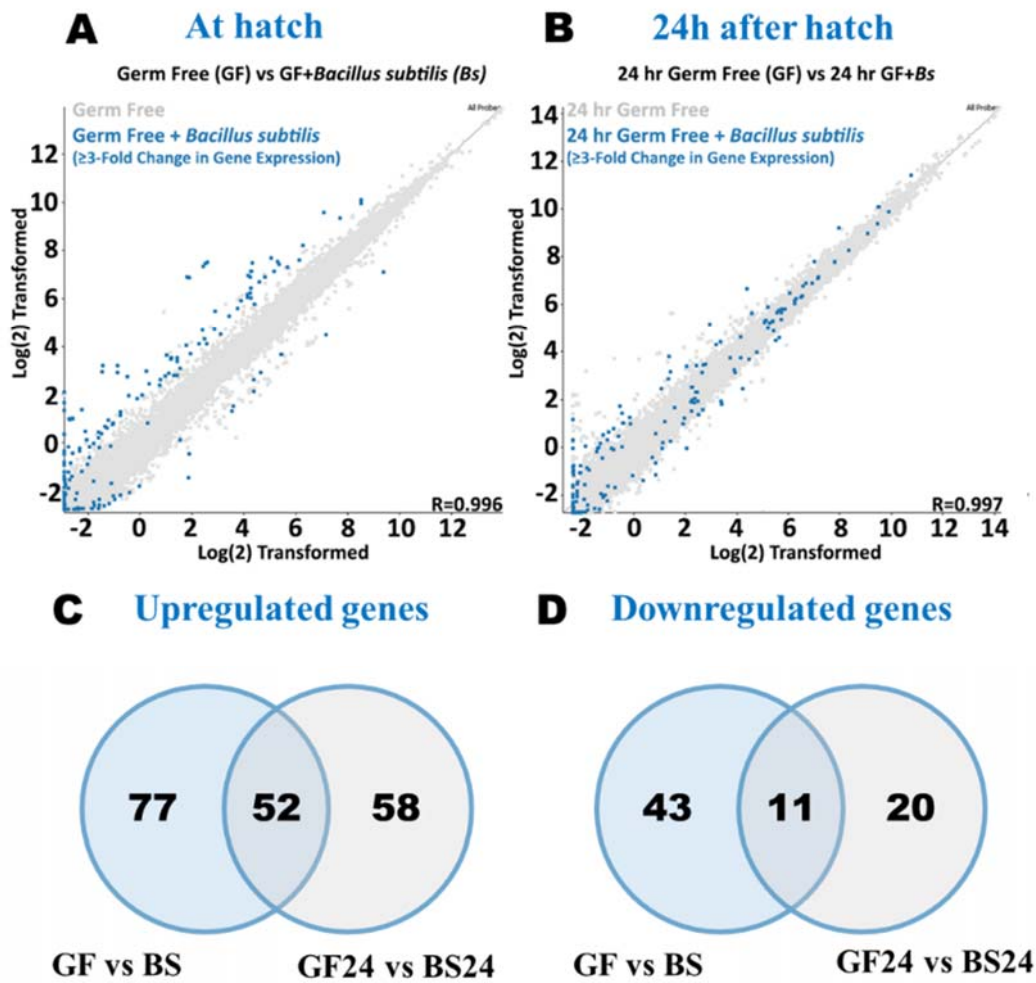 A
At hatch
Germ Free (GF) vs GF+Bacillus subtilis (Bs)
Germ Free
Germ Free + Bacillus subtilis
(≥3-Fold Change in Gene Expression)
All Probe
12
10
8
6
4
2
0
-2
Log(2) Transformed
R=0.996
-2 0 2 4 6 8 10 12
Log(2) Transformed
B
24h after hatch
24 hr Germ Free (GF) vs 24 hr GF+Bs
24 hr Germ Free
24 hr Germ Free + Bacillus subtilis
(≥3-Fold Change in Gene Expression)
All Probe
14
12
10
8
6
4
2
0
-2
Log(2) Transformed
R=0.997
-2 0 2 4 6 8 10 12 14
Log(2) Transformed
C
Upregulated genes
77 52 58
GF vs BS
GF24 vs BS24
D
Downregulated genes
43 11 20
GF vs BS
GF24 vs BS24